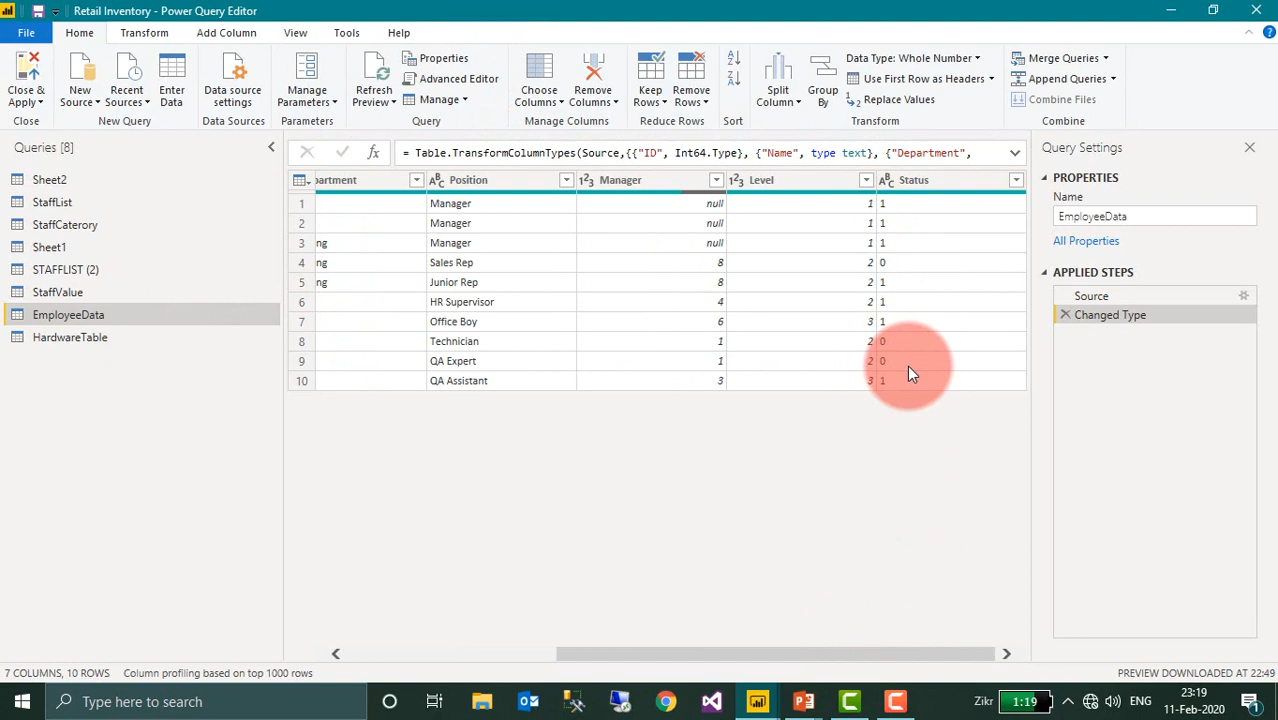 Retail Inventory - Power Query Editor
File Home Transform Add Column View Tools Help
Close & Apply New Source Recent Sources Enter Data Data source settings Manage Parameters Refresh Preview Properties Advanced Editor Manage Choose Columns Remove Columns Keep Rows Remove Rows Split Column Group By Data Type: Whole Number Use First Row as Headers Replace Values Merge Queries Append Queries Combine Files
Close New Query Data Sources Parameters Query Manage Columns Reduce Rows Sort Transform Combine
Queries [8]
Sheet2
StaffList
StaffCaterory
Sheet1
STAFFLIST (2)
StaffValue
EmployeeData
HardwareTable
= Table.TransformColumnTypes(Source,{{"ID", Int64.Type}, {"Name", type text}, {"Department",
partment Position Manager Level Status
1 Manager null 1 1
2 Manager null 1 1
3 ng Manager null 1 1
4 ng Sales Rep 8 2 0
5 ng Junior Rep 8 2 1
6 HR Supervisor 4 2 1
7 Office Boy 6 3 1
8 Technician 1 2 0
9 QA Expert 1 2 0
10 QA Assistant 3 3 1
Query Settings
PROPERTIES
Name
EmployeeData
All Properties
APPLIED STEPS
Source
Changed Type
7 COLUMNS, 10 ROWS Column profiling based on top 1000 rows PREVIEW DOWNLOADED AT 22:49
Type here to search Zikr 1:19 ENG 23:19
11-Feb-2020